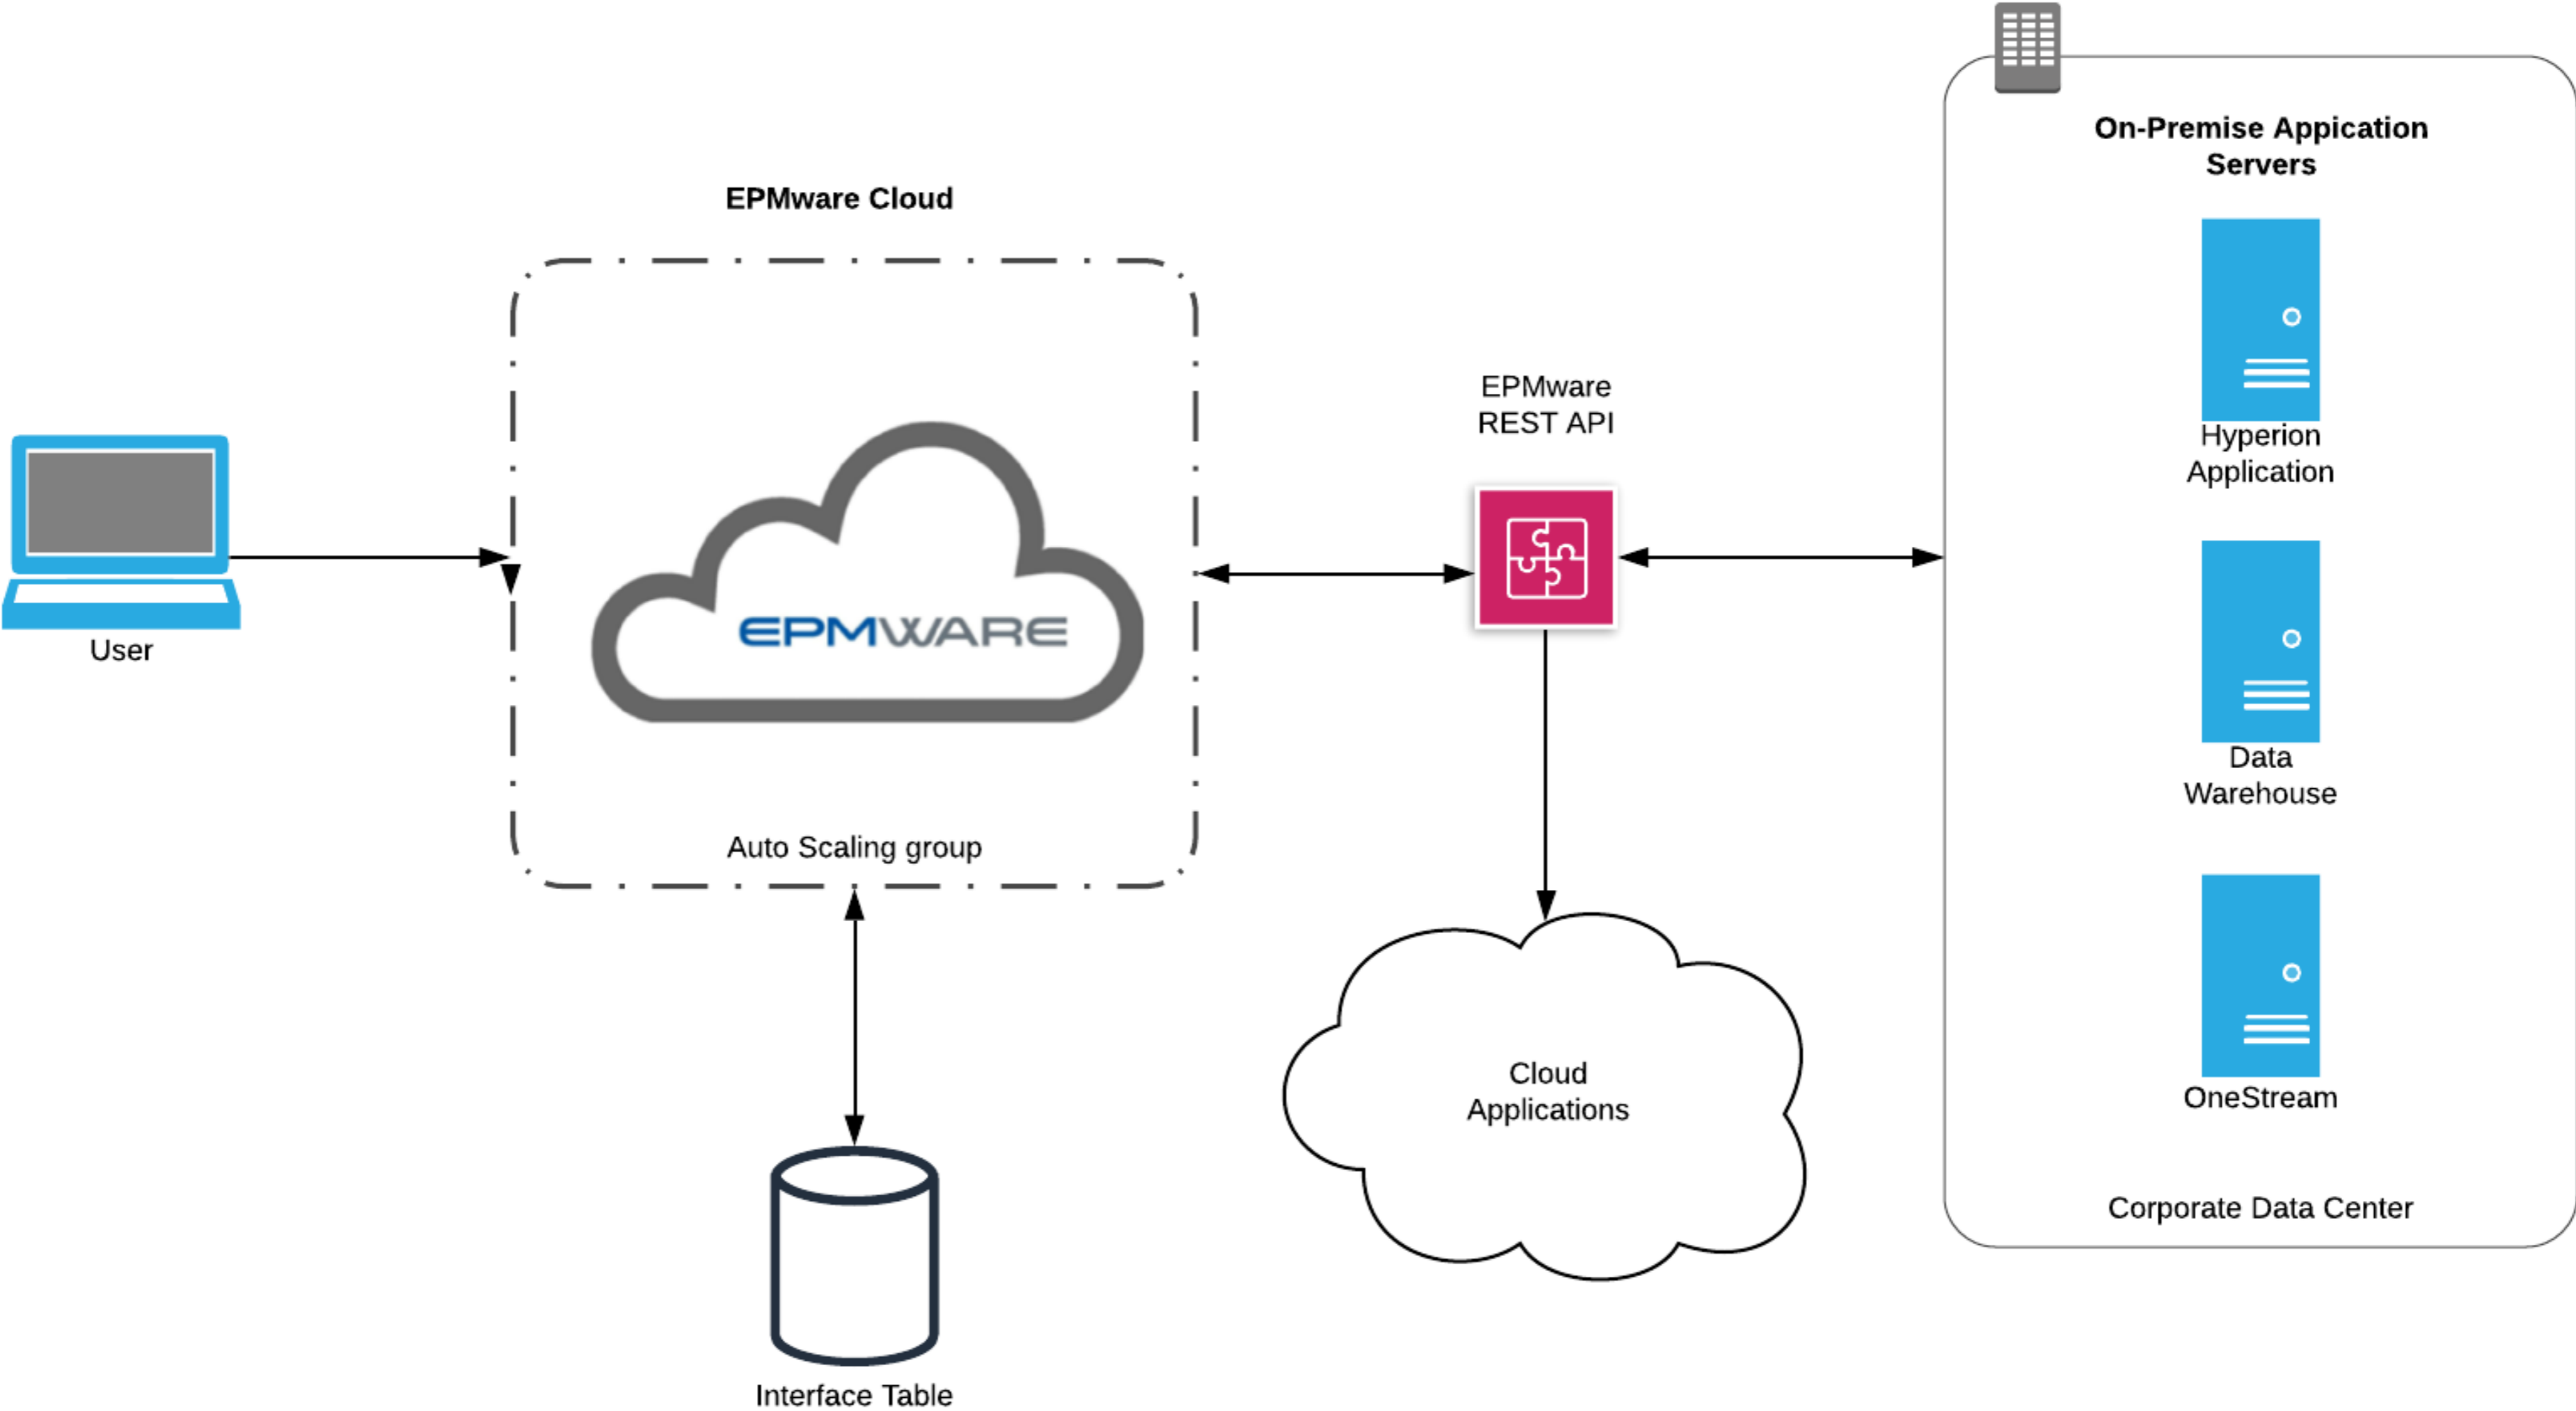 EPMware Cloud
User
EPMWARE
Auto Scaling group
Interface Table
EPMware
REST API
Cloud
Applications
On-Premise Appication
Servers
Hyperion
Application
Data
Warehouse
OneStream
Corporate Data Center